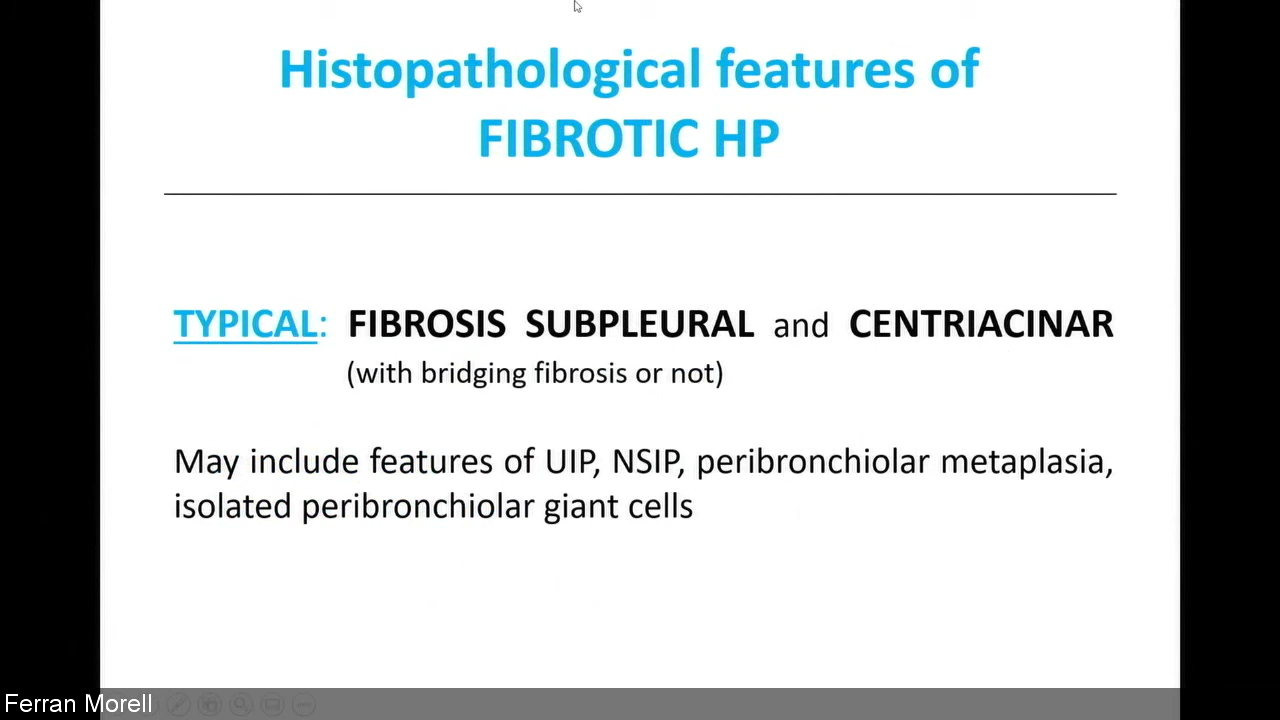 Histopathological features of
FIBROTIC HP
TYPICAL: FIBROSIS SUBPLEURAL and CENTRIACINAR
(with bridging fibrosis or not)
May include features of UIP, NSIP, peribronchiolar metaplasia,
isolated peribronchiolar giant cells
Ferran Morell